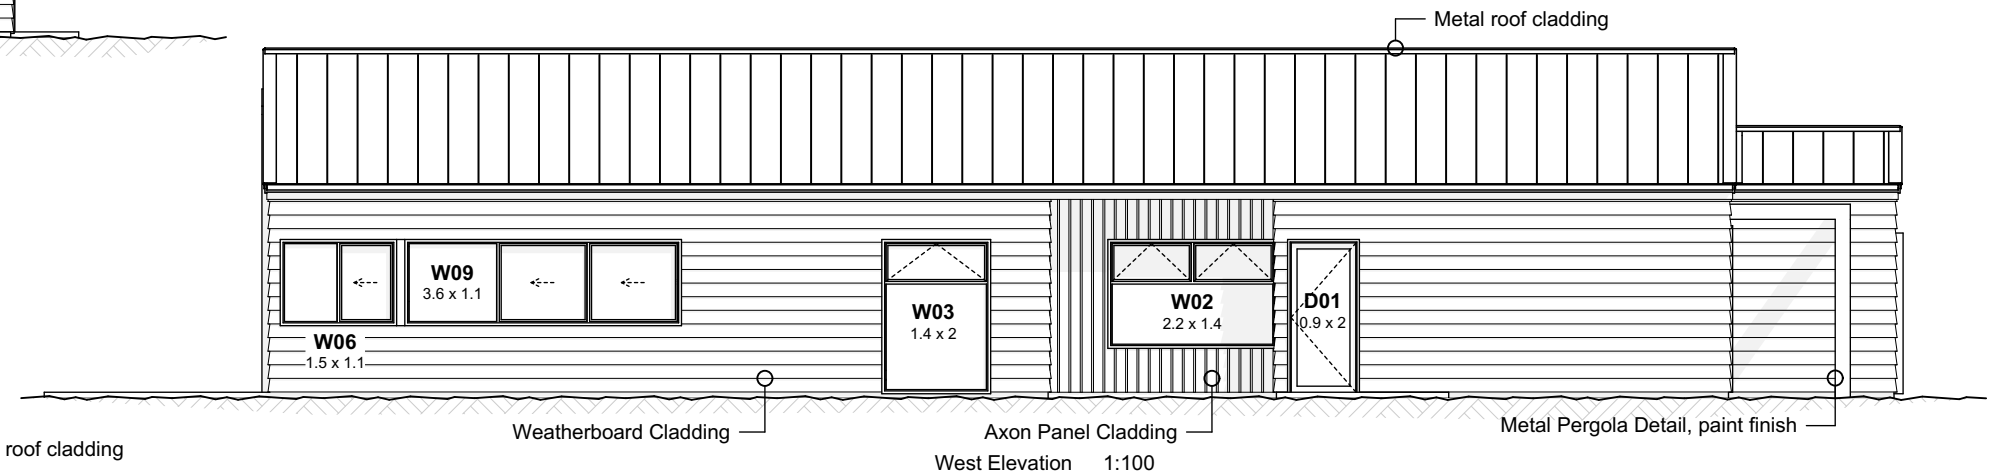 Metal roof cladding
W09
3.6 x 1.1
W06
1.5 x 1.1
W03
1.4 x 2
W02
2.2 x 1.4
D01
0.9 x 2
Weatherboard Cladding
Axon Panel Cladding
Metal Pergola Detail, paint finish
roof cladding
West Elevation 1:100